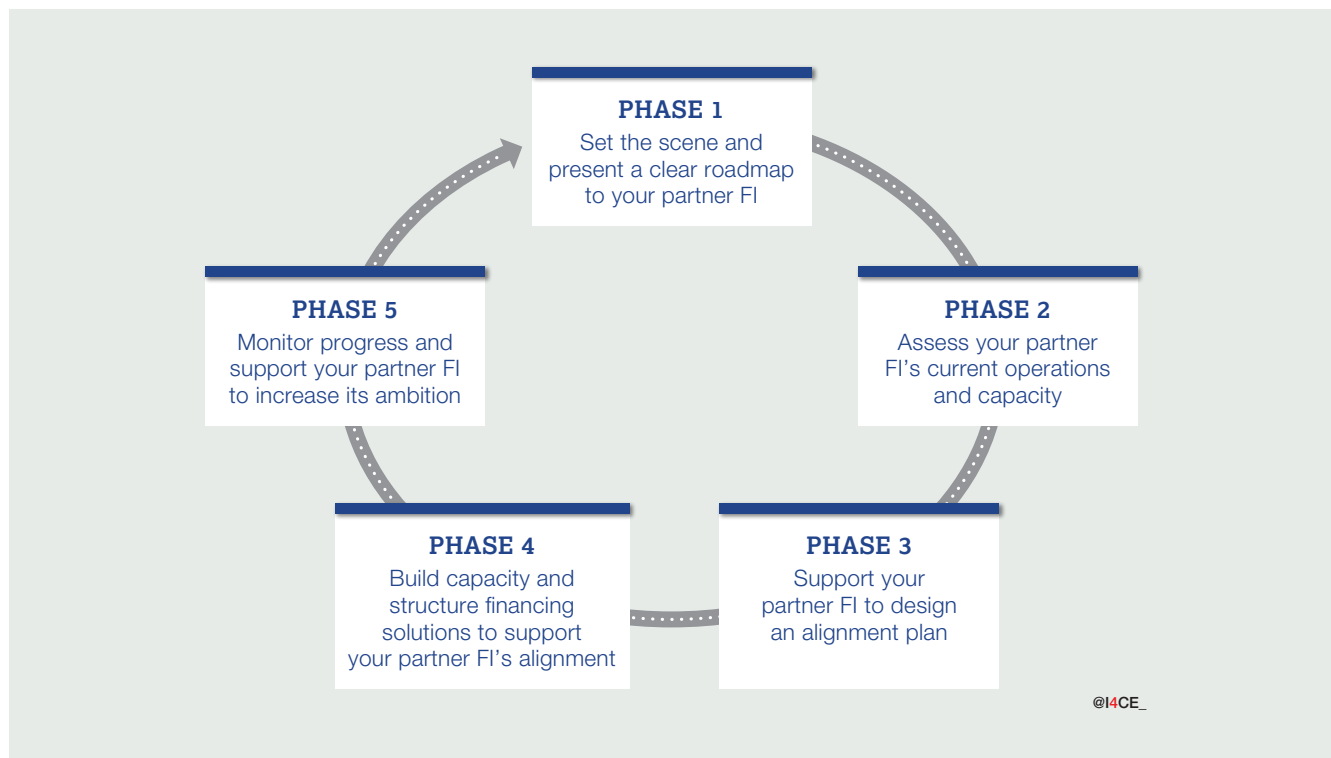 PHASE 1
Set the scene and
present a clear roadmap
to your partner FI
PHASE 2
Assess your partner
FI's current operations
and capacity
PHASE 3
Support your
partner FI to design
an alignment plan
PHASE 4
Build capacity and
structure financing
solutions to support
your partner FI's alignment
PHASE 5
Monitor progress and
support your partner FI
to increase its ambition
@I4CE_